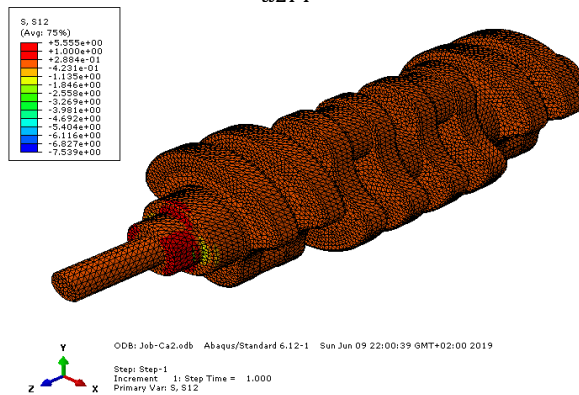 S, S12
(Avg: 75%)
+5.555e+00
+1.000e+00
+2.884e-01
-4.231e-01
-1.135e+00
-1.846e+00
-2.558e+00
-3.269e+00
-3.981e+00
-4.692e+00
-5.404e+00
-6.116e+00
-6.827e+00
-7.539e+00
Y
Z X
ODB: Job-Ca2.odb Abaqus/Standard 6.12-1 Sun Jun 09 22:00:39 GMT+02:00 2019
Step: Step-1
Increment 1: Step Time = 1.000
Primary Var: S, S12